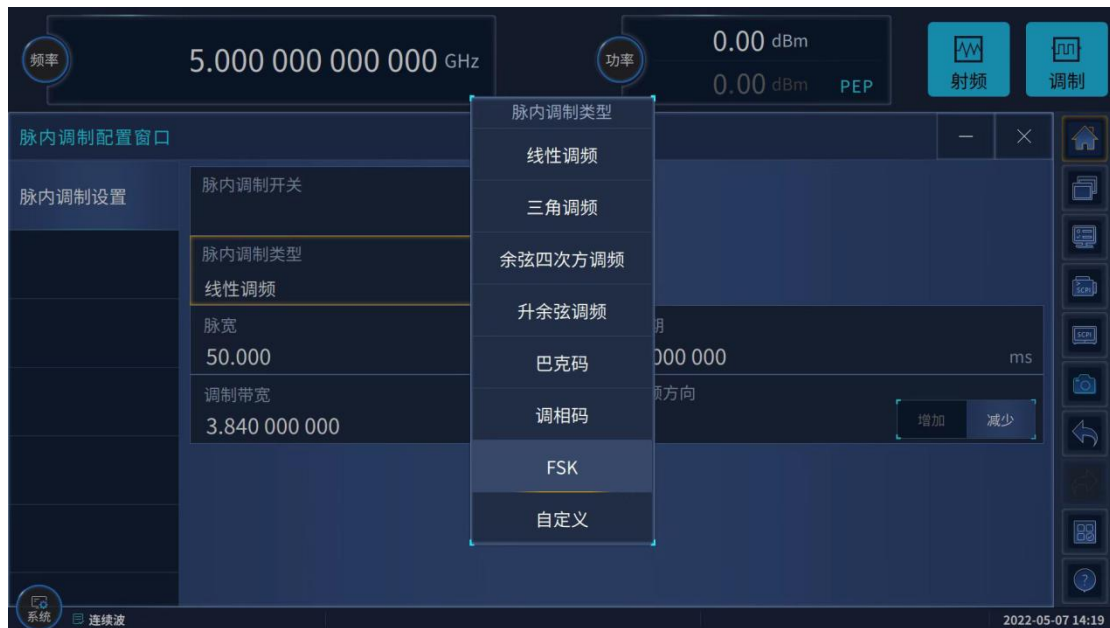 频率
5.000 000 000 000 GHz
功率
0.00 dBm
0.00 dBm PEP
射频
调制
脉内调制配置窗口
脉内调制设置
脉内调制开关
脉内调制类型
线性调频
脉宽
50.000
000 000 ms
调制带宽
3.840 000 000
频方向
增加 减少
脉内调制类型
线性调频
三角调频
余弦四次方调频
升余弦调频
巴克码
调相码
FSK
自定义
SCPI
SCPI
系统
连续波
2022-05-07 14:19